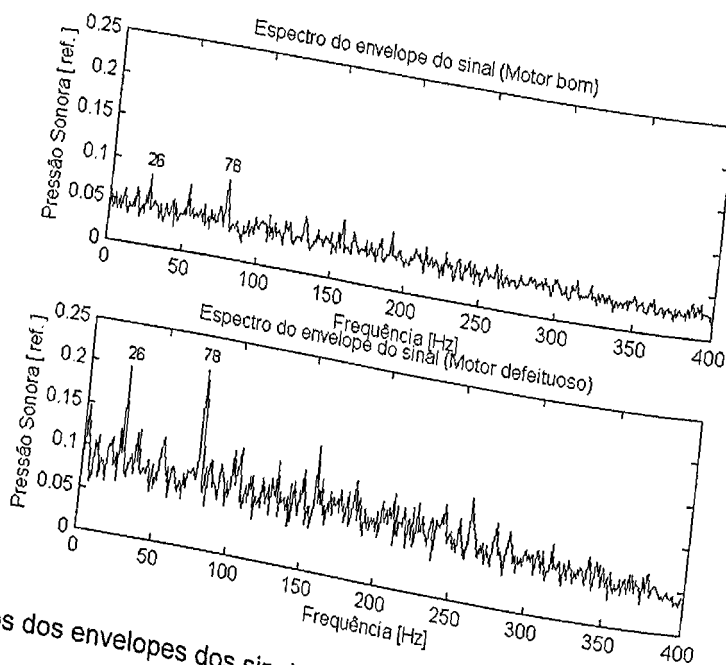 Espectro do envelope do sinal (Motor bom)
Pressão Sonora [ref.]
0.25
0.2
0.15
0.1
0.05
0
26
78
0 50 100 150 200 250 300 350 400
Frequência [Hz]
Espectro do envelope do sinal (Motor defeituoso)
Pressão Sonora [ref.]
0.25
0.2
0.15
0.1
0.05
0
26
78
0 50 100 150 200 250 300 350 400
Frequência [Hz]
dos envelopes dos